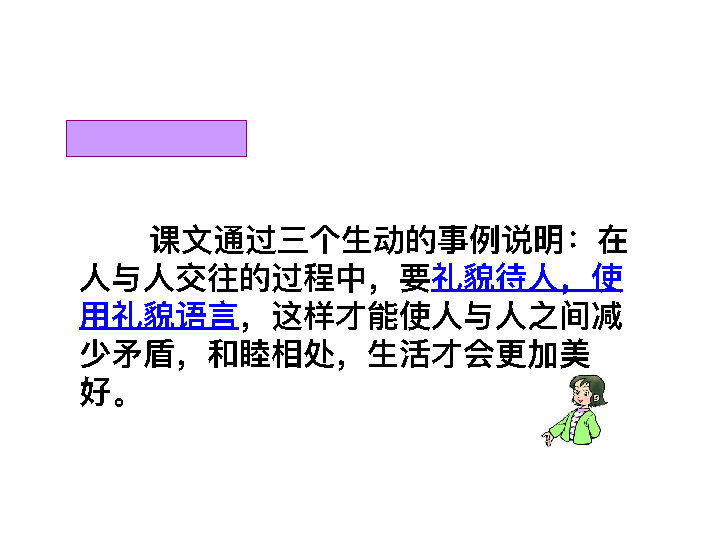 课文通过三个生动的事例说明：在
人与人交往的过程中，要礼貌待人，使
用礼貌语言，这样才能使人与人之间减
少矛盾，和睦相处，生活才会更加美
好。